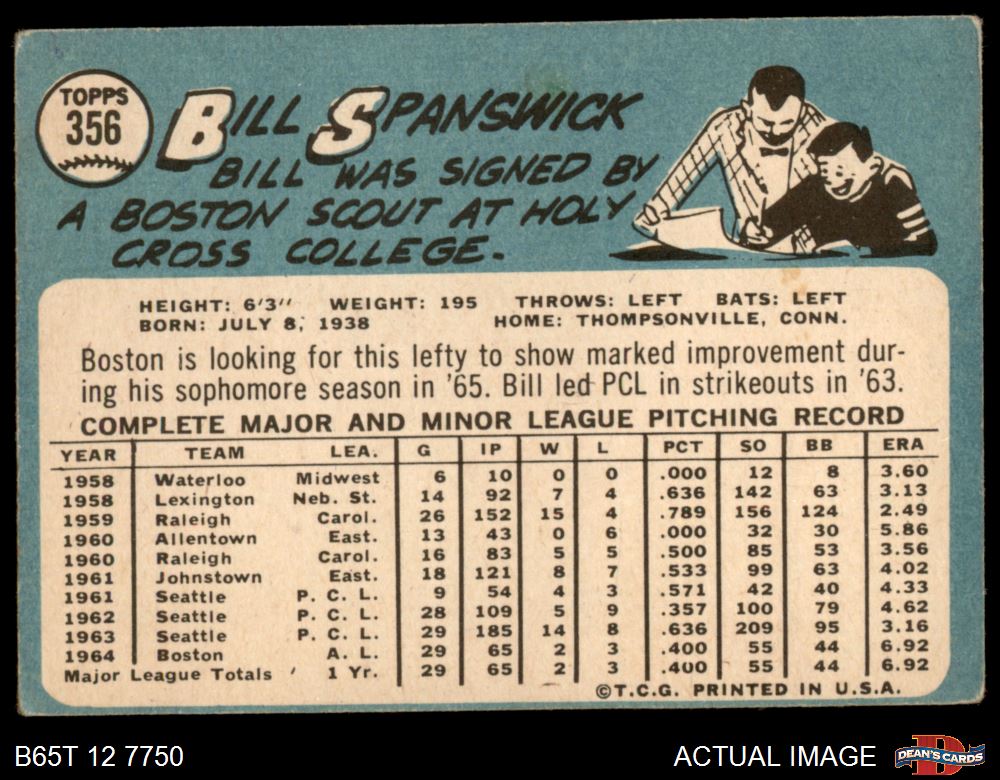 TOPPS
356
BILL SPANSWICK
BILL WAS SIGNED BY
A BOSTON SCOUT AT HOLY
CROSS COLLEGE.
HEIGHT: 6'3" WEIGHT: 195 THROWS: LEFT BATS: LEFT
BORN: JULY 8, 1938 HOME: THOMPSONVILLE, CONN.
Boston is looking for this lefty to show marked improvement dur-
ing his sophomore season in '65. Bill led PCL in strikeouts in '63.
COMPLETE MAJOR AND MINOR LEAGUE PITCHING RECORD
YEAR TEAM LEA. G IP W L PCT SO BB ERA
1958 Waterloo Midwest 6 10 0 0 .000 12 8 3.60
1958 Lexington Neb. St. 14 92 7 4 .636 142 63 3.13
1959 Raleigh Carol. 26 152 15 4 .789 156 124 2.49
1960 Allentown East. 13 43 0 6 .000 32 30 5.86
1960 Raleigh Carol. 16 83 5 5 .500 85 53 3.56
1961 Johnstown East. 18 121 8 7 .533 99 63 4.02
1961 Seattle P. C. L. 9 54 4 3 .571 42 40 4.33
1962 Seattle P. C. L. 28 109 5 9 .357 100 79 4.62
1963 Seattle P. C. L. 29 185 14 8 .636 209 95 3.16
1964 Boston A. L. 29 65 2 3 .400 55 44 6.92
Major League Totals 1 Yr. 29 65 2 3 .400 55 44 6.92
©T.C.G. PRINTED IN U.S.A.
B65T 12 7750 ACTUAL IMAGE DEAN'S CARDS